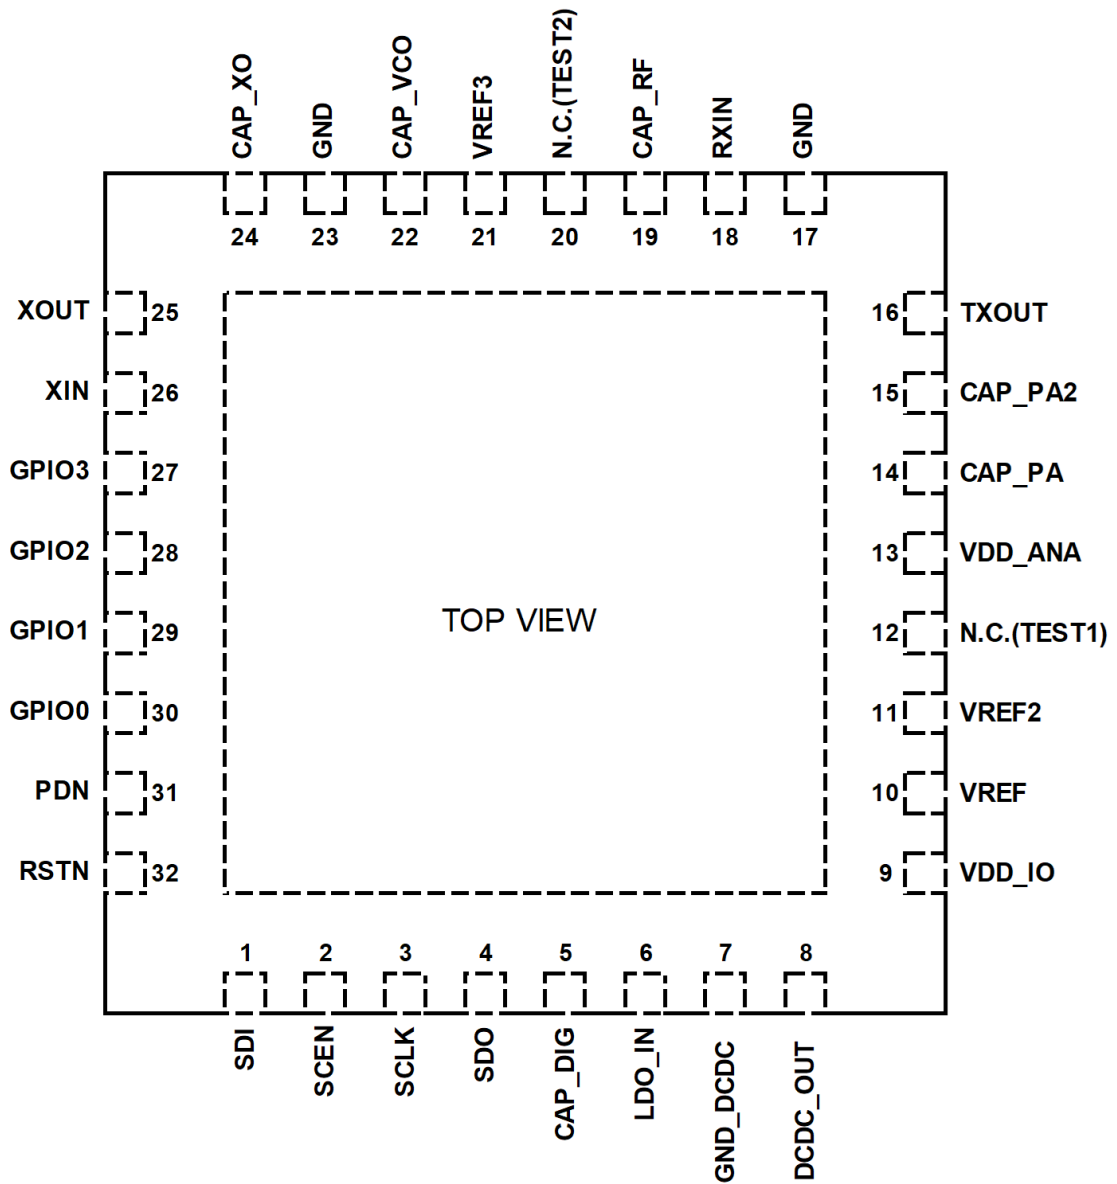 CAP_XO
GND
CAP_VCO
VREF3
N.C.(TEST2)
CAP_RF
RXIN
GND
24 23 22 21 20 19 18 17
XOUT 25 16 TXOUT
XIN 26 15 CAP_PA2
GPIO3 27 14 CAP_PA
GPIO2 28 13 VDD_ANA
GPIO1 29 TOP VIEW 12 N.C.(TEST1)
GPIO0 30 11 VREF2
PDN 31 10 VREF
RSTN 32 9 VDD_IO
1 2 3 4 5 6 7 8
SDI
SCEN
SCLK
SDO
CAP_DIG
LDO_IN
GND_DCDC
DCDC_OUT